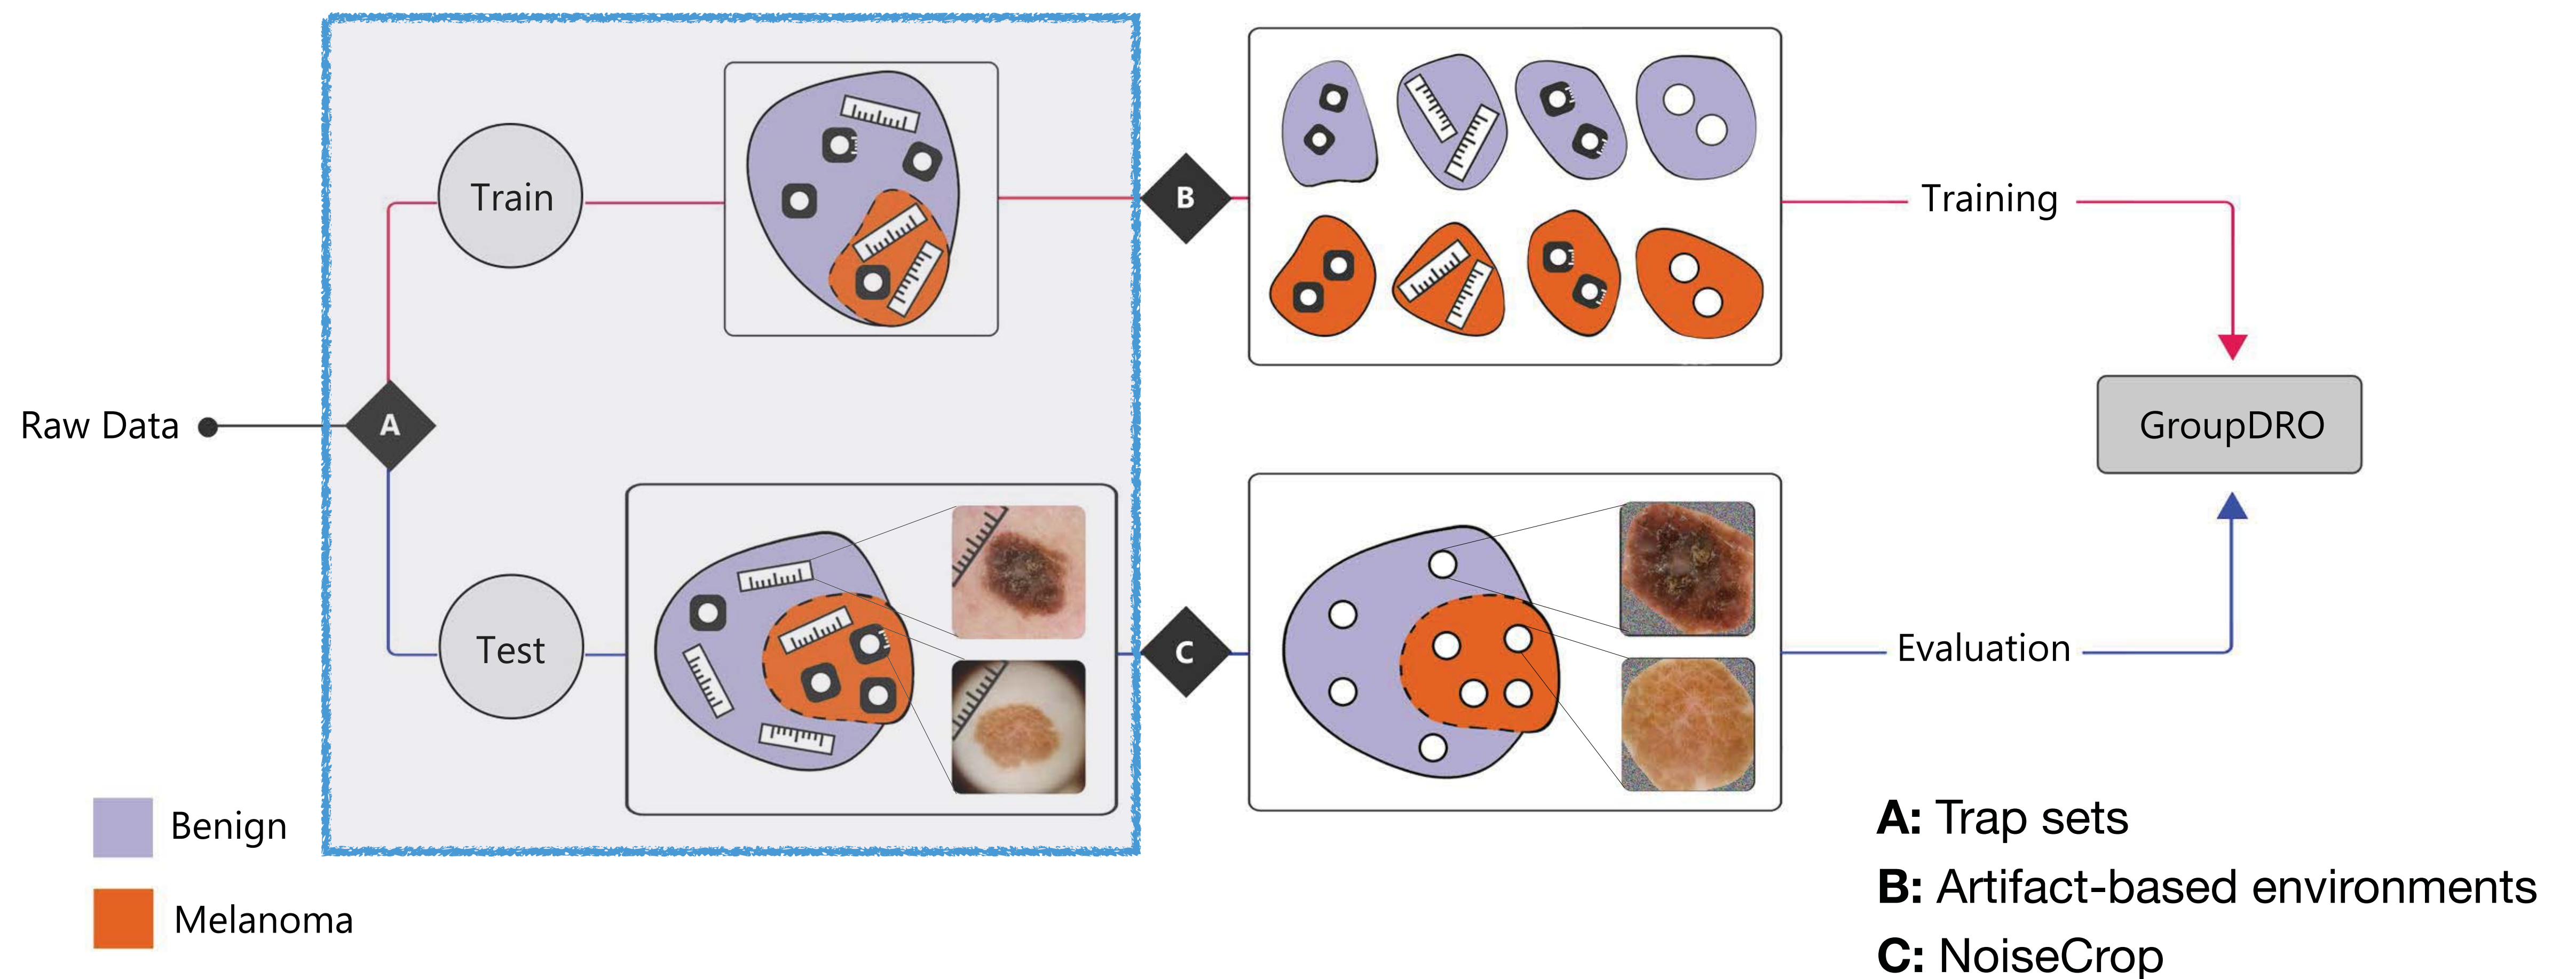 Train
B
Training
Raw Data
A
GroupDRO
Test
C
Evaluation
Benign
Melanoma
A: Trap sets
B: Artifact-based environments
C: NoiseCrop